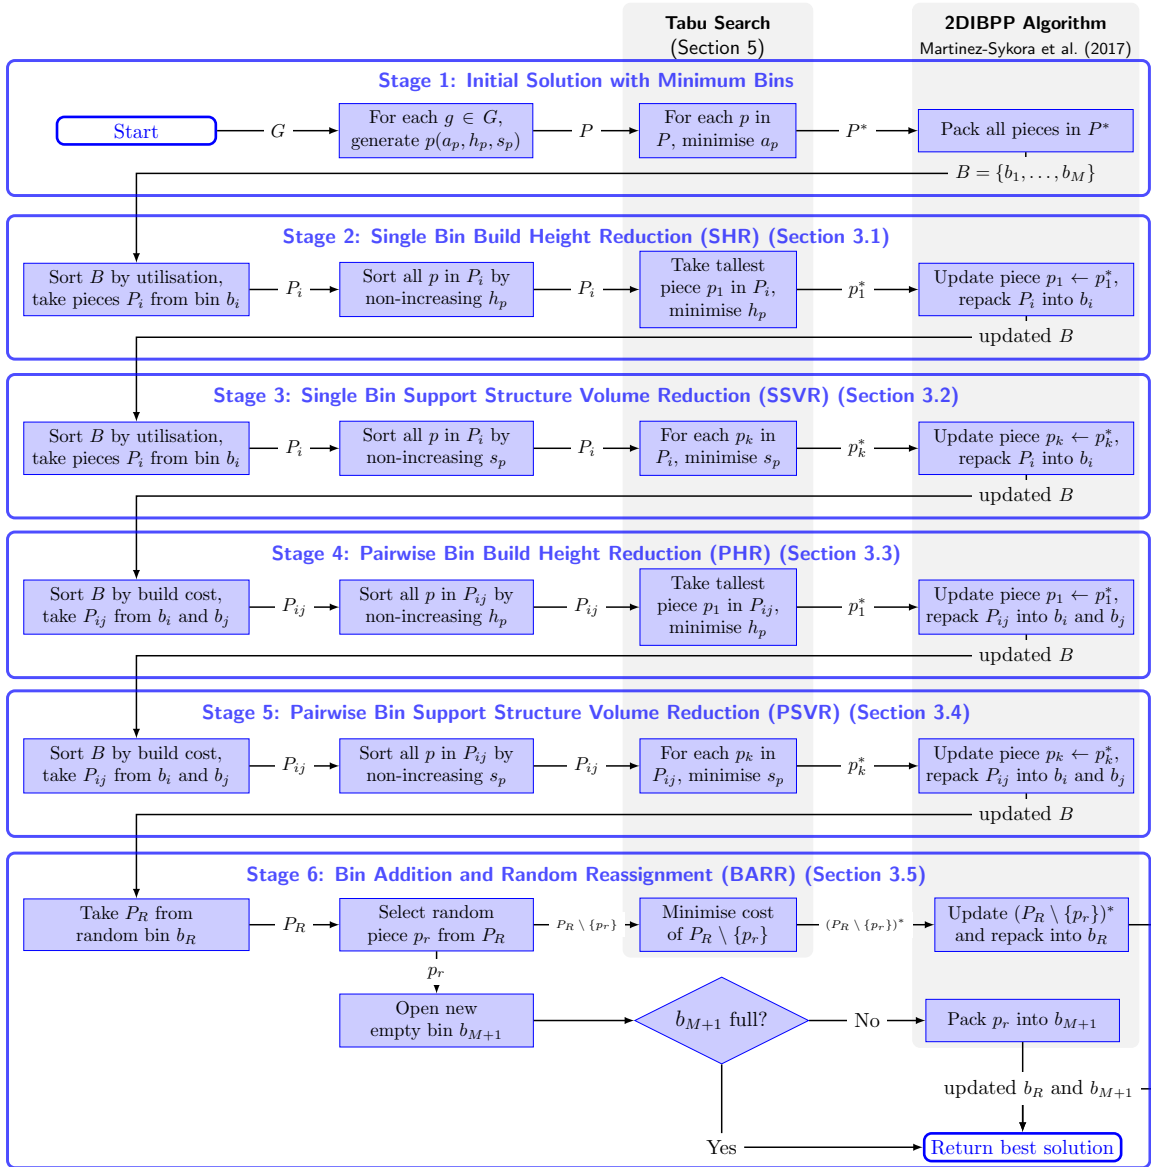 Tabu Search
(Section 5)
2DIBPP Algorithm
Martinez-Sykora et al. (2017)
Stage 1: Initial Solution with Minimum Bins
Start
G
For each g ∈ G,
generate p(a_p, h_p, s_p)
P
For each p in
P, minimise a_p
P*
Pack all pieces in P*
B = {b_1, . . . , b_M}
Stage 2: Single Bin Build Height Reduction (SHR) (Section 3.1)
Sort B by utilisation,
take pieces P_i from bin b_i
P_i
Sort all p in P_i by
non-increasing h_p
P_i
Take tallest
piece p_1 in P_i,
minimise h_p
p_1^*
Update piece p_1 ← p_1^*,
repack P_i into b_i
updated B
Stage 3: Single Bin Support Structure Volume Reduction (SSVR) (Section 3.2)
Sort B by utilisation,
take pieces P_i from bin b_i
P_i
Sort all p in P_i by
non-increasing s_p
P_i
For each p_k in
P_i, minimise s_p
p_k^*
Update piece p_k ← p_k^*,
repack P_i into b_i
updated B
Stage 4: Pairwise Bin Build Height Reduction (PHR) (Section 3.3)
Sort B by build cost,
take P_ij from b_i and b_j
P_ij
Sort all p in P_ij by
non-increasing h_p
P_ij
Take tallest
piece p_1 in P_ij,
minimise h_p
p_1^*
Update piece p_1 ← p_1^*,
repack P_ij into b_i and b_j
updated B
Stage 5: Pairwise Bin Support Structure Volume Reduction (PSVR) (Section 3.4)
Sort B by build cost,
take P_ij from b_i and b_j
P_ij
Sort all p in P_ij by
non-increasing s_p
P_ij
For each p_k in
P_ij, minimise s_p
p_k^*
Update piece p_k ← p_k^*,
repack P_ij into b_i and b_j
updated B
Stage 6: Bin Addition and Random Reassignment (BARR) (Section 3.5)
Take P_R from
random bin b_R
P_R
Select random
piece p_r from P_R
P_R \ {p_r}
Minimise cost
of P_R \ {p_r}
(P_R \ {p_r})*
Update (P_R \ {p_r})*
and repack into b_R
p_r
Open new
empty bin b_{M+1}
b_{M+1} full?
No
Pack p_r into b_{M+1}
updated b_R and b_{M+1}
Yes
Return best solution